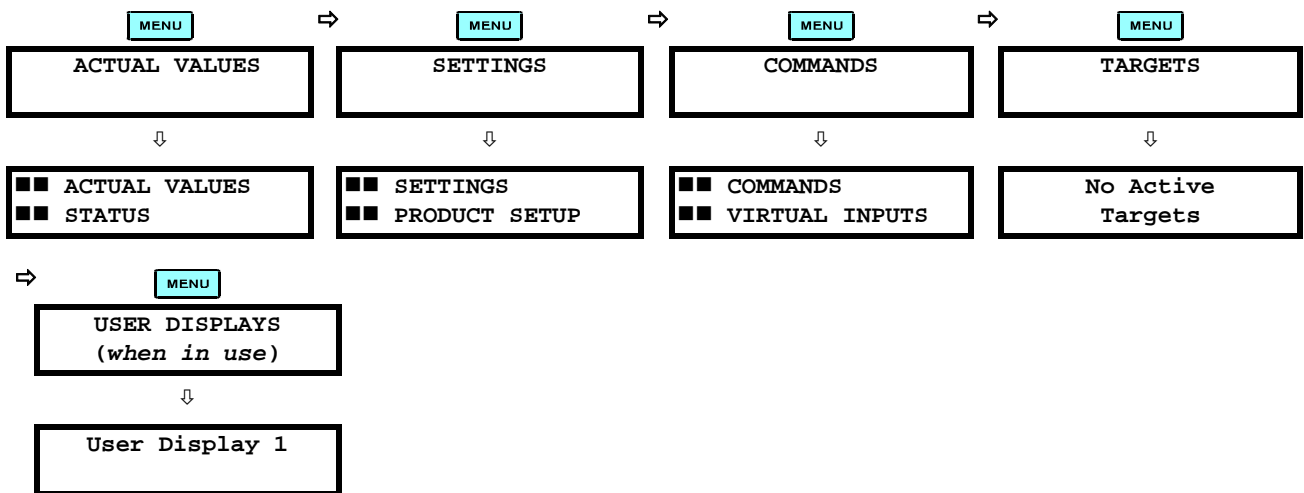 MENU ⇨ MENU ⇨ MENU ⇨ MENU
ACTUAL VALUES SETTINGS COMMANDS TARGETS
⇩ ⇩ ⇩ ⇩
■■ ACTUAL VALUES ■■ SETTINGS ■■ COMMANDS No Active
■■ STATUS ■■ PRODUCT SETUP ■■ VIRTUAL INPUTS Targets
⇨ MENU
USER DISPLAYS
(when in use)
⇩
User Display 1